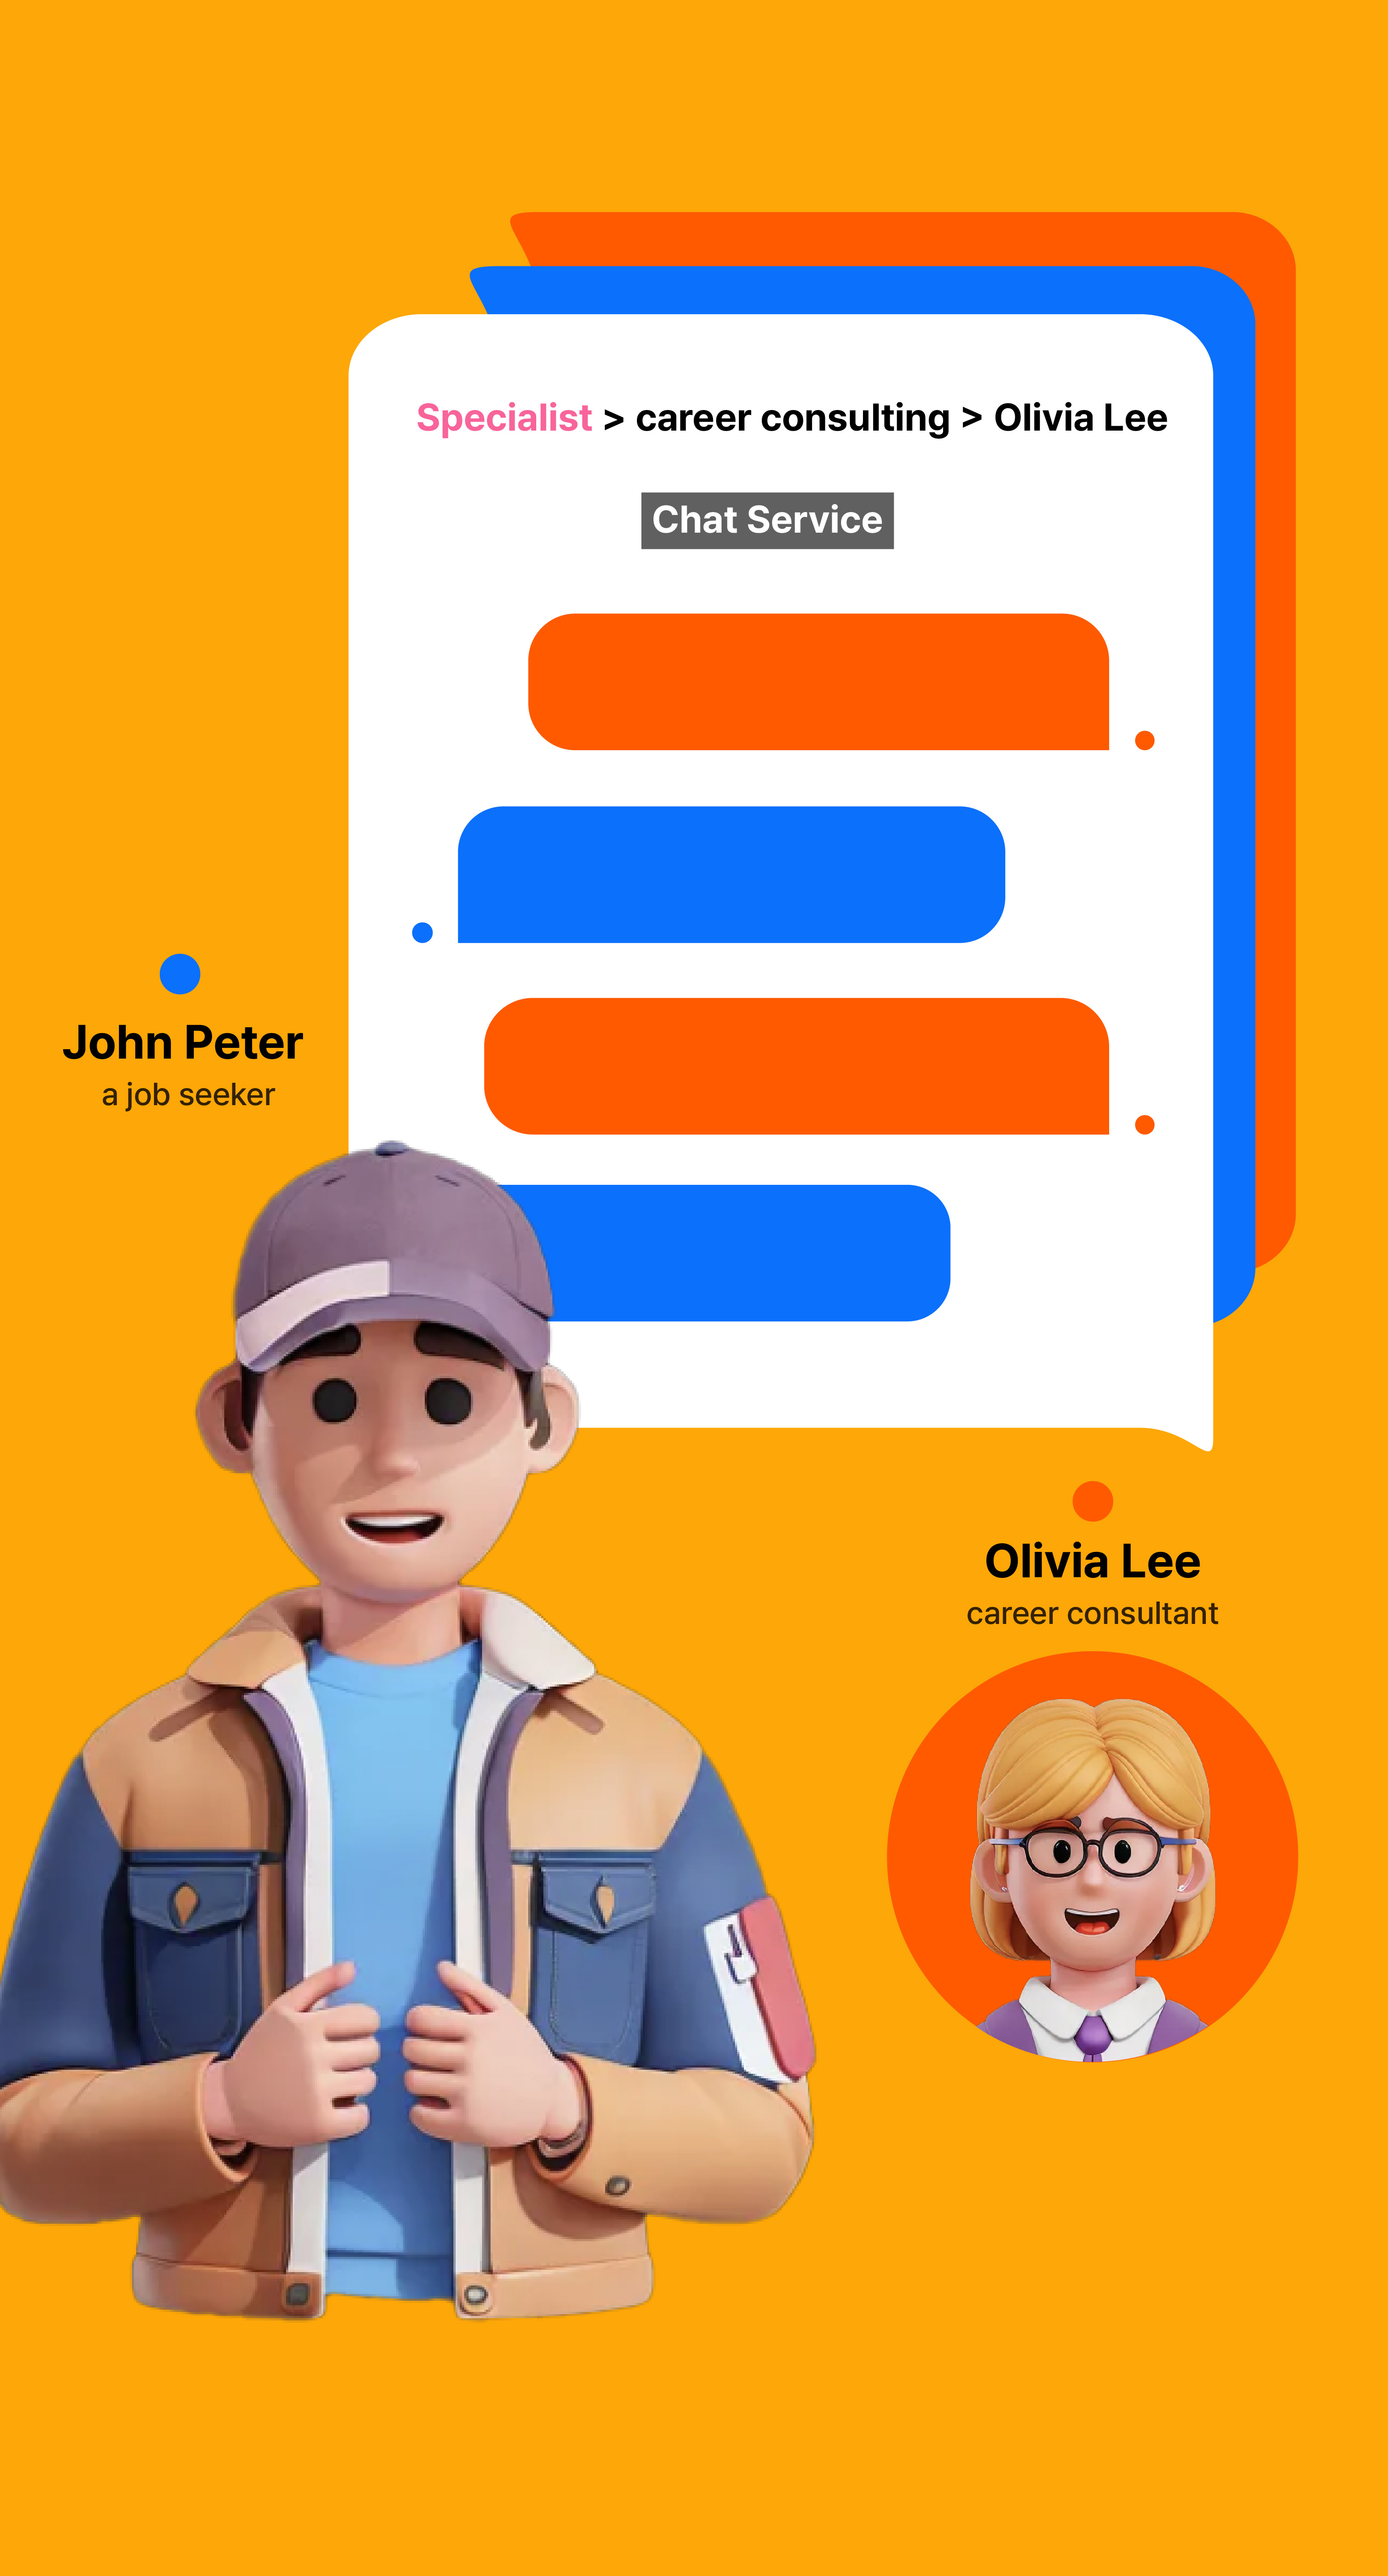 Specialist > career consulting > Olivia Lee
Chat Service
John Peter
a job seeker
Olivia Lee
career consultant